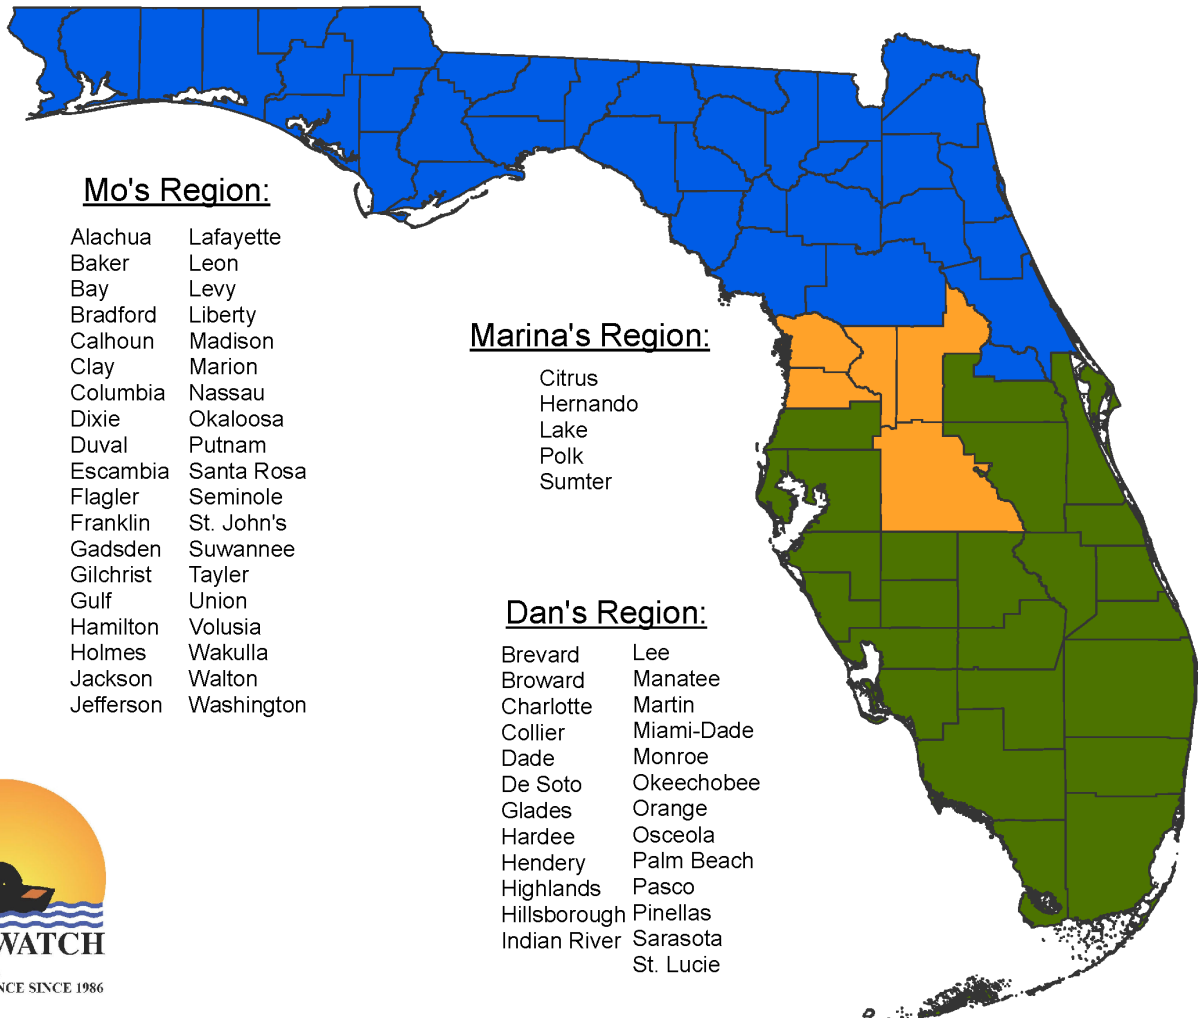 Mo's Region:
Alachua Lafayette
Baker Leon
Bay Levy
Bradford Liberty
Calhoun Madison
Clay Marion
Columbia Nassau
Dixie Okaloosa
Duval Putnam
Escambia Santa Rosa
Flagler Seminole
Franklin St. John's
Gadsden Suwannee
Gilchrist Tayler
Gulf Union
Hamilton Volusia
Holmes Wakulla
Jackson Walton
Jefferson Washington
Marina's Region:
Citrus
Hernando
Lake
Polk
Sumter
Dan's Region:
Brevard Lee
Broward Manatee
Charlotte Martin
Collier Miami-Dade
Dade Monroe
De Soto Okeechobee
Glades Orange
Hardee Osceola
Hendery Palm Beach
Highlands Pasco
Hillsborough Pinellas
Indian River Sarasota
St. Lucie
WATCH
NCE SINCE 1986